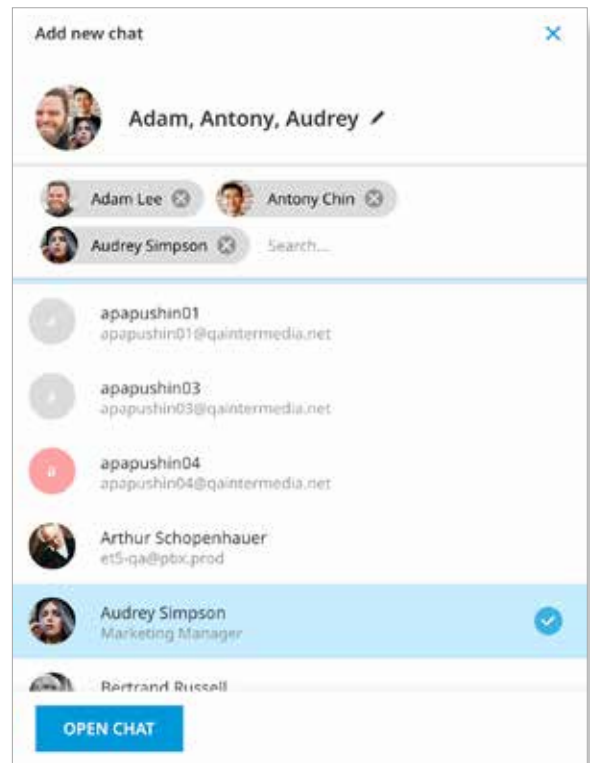 Add new chat
Adam, Antony, Audrey
Adam Lee Antony Chin
Audrey Simpson Search...
apapushin01
apapushin01@qaintermedia.net
apapushin03
apapushin03@qaintermedia.net
a
apapushin04
apapushin04@qaintermedia.net
Arthur Schopenhauer
et5-qa@pbx.prod
Audrey Simpson
Marketing Manager
Bertrand Russell
OPEN CHAT